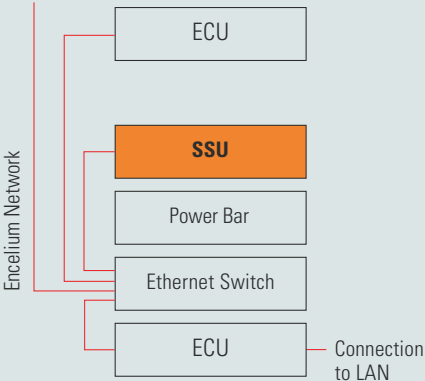 ECU
SSU
Power Bar
Encelium Network
Ethernet Switch
ECU
Connection
to LAN